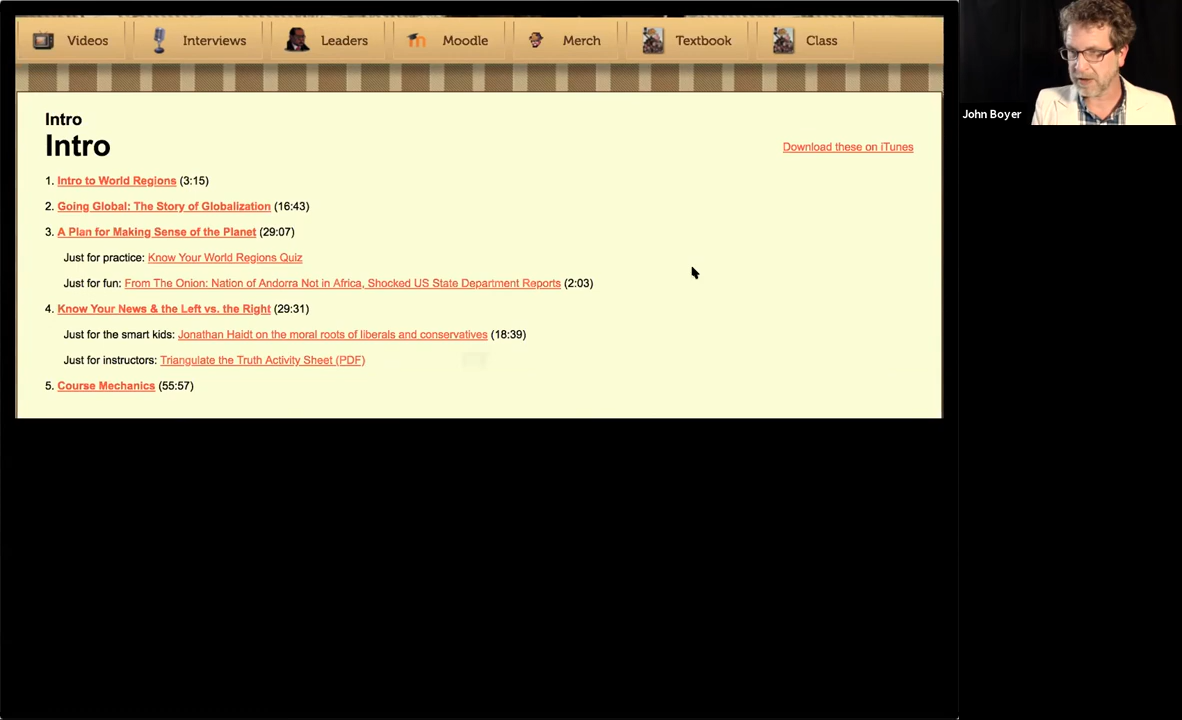 Videos
Interviews
Leaders
Moodle
Merch
Textbook
Class
John Boyer
Intro
Intro
Download these on iTunes
1. Intro to World Regions (3:15)
2. Going Global: The Story of Globalization (16:43)
3. A Plan for Making Sense of the Planet (29:07)
Just for practice: Know Your World Regions Quiz
Just for fun: From The Onion: Nation of Andorra Not in Africa, Shocked US State Department Reports (2:03)
4. Know Your News & the Left vs. the Right (29:31)
Just for the smart kids: Jonathan Haidt on the moral roots of liberals and conservatives (18:39)
Just for instructors: Triangulate the Truth Activity Sheet (PDF)
5. Course Mechanics (55:57)